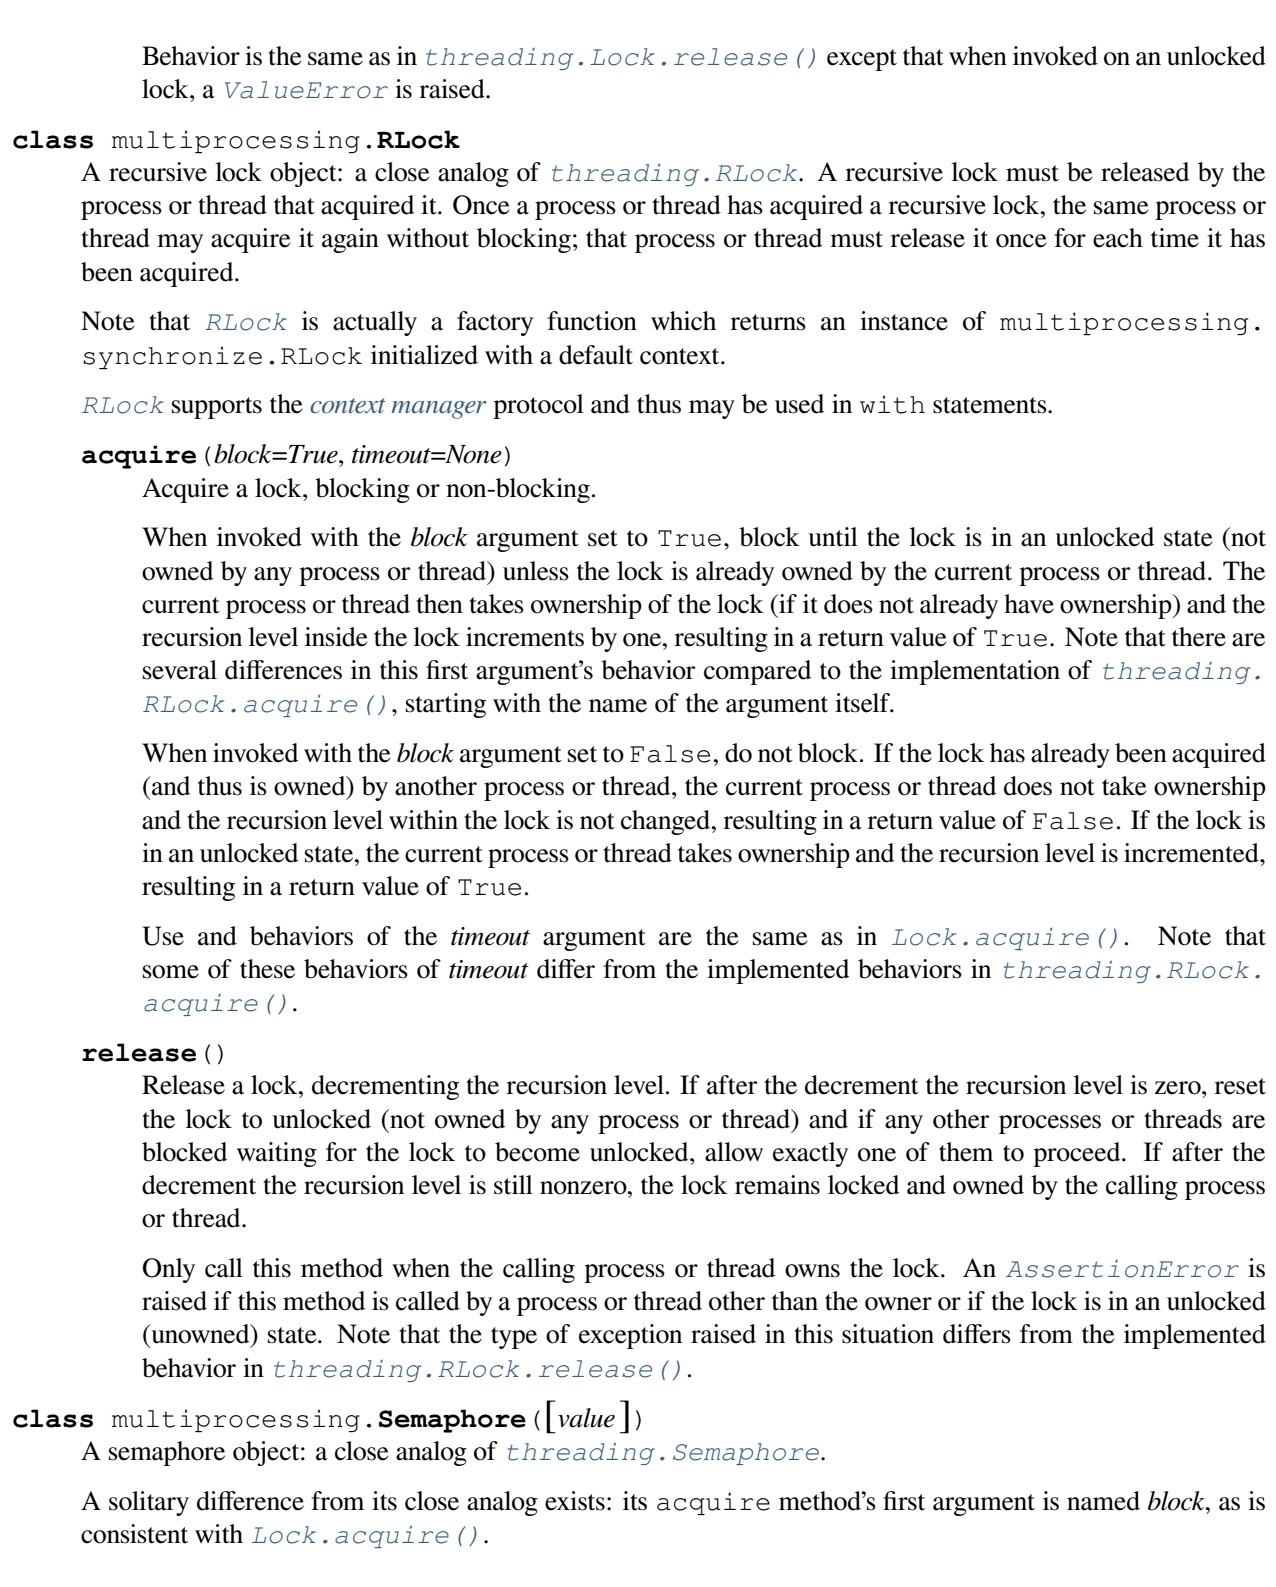 Behavior is the same as in threading.Lock.release() except that when invoked on an unlocked
lock, a ValueError is raised.
class multiprocessing.RLock
A recursive lock object: a close analog of threading.RLock. A recursive lock must be released by the
process or thread that acquired it. Once a process or thread has acquired a recursive lock, the same process or
thread may acquire it again without blocking; that process or thread must release it once for each time it has
been acquired.
Note that RLock is actually a factory function which returns an instance of multiprocessing.
synchronize.RLock initialized with a default context.
RLock supports the context manager protocol and thus may be used in with statements.
acquire(block=True, timeout=None)
Acquire a lock, blocking or non-blocking.
When invoked with the block argument set to True, block until the lock is in an unlocked state (not
owned by any process or thread) unless the lock is already owned by the current process or thread. The
current process or thread then takes ownership of the lock (if it does not already have ownership) and the
recursion level inside the lock increments by one, resulting in a return value of True. Note that there are
several differences in this first argument's behavior compared to the implementation of threading.
RLock.acquire(), starting with the name of the argument itself.
When invoked with the block argument set to False, do not block. If the lock has already been acquired
(and thus is owned) by another process or thread, the current process or thread does not take ownership
and the recursion level within the lock is not changed, resulting in a return value of False. If the lock is
in an unlocked state, the current process or thread takes ownership and the recursion level is incremented,
resulting in a return value of True.
Use and behaviors of the timeout argument are the same as in Lock.acquire(). Note that
some of these behaviors of timeout differ from the implemented behaviors in threading.RLock.
acquire().
release()
Release a lock, decrementing the recursion level. If after the decrement the recursion level is zero, reset
the lock to unlocked (not owned by any process or thread) and if any other processes or threads are
blocked waiting for the lock to become unlocked, allow exactly one of them to proceed. If after the
decrement the recursion level is still nonzero, the lock remains locked and owned by the calling process
or thread.
Only call this method when the calling process or thread owns the lock. An AssertionError is
raised if this method is called by a process or thread other than the owner or if the lock is in an unlocked
(unowned) state. Note that the type of exception raised in this situation differs from the implemented
behavior in threading.RLock.release().
class multiprocessing.Semaphore([value])
A semaphore object: a close analog of threading.Semaphore.
A solitary difference from its close analog exists: its acquire method's first argument is named block, as is
consistent with Lock.acquire().